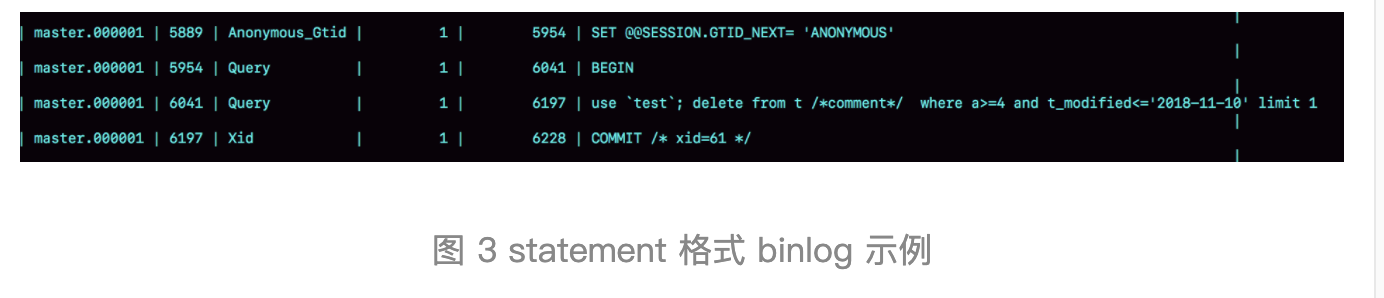 | master.000001 | 5889 | Anonymous_Gtid | 1 | 5954 | SET @@SESSION.GTID_NEXT= 'ANONYMOUS' |
| master.000001 | 5954 | Query | 1 | 6041 | BEGIN |
| master.000001 | 6041 | Query | 1 | 6197 | use `test`; delete from t /*comment*/  where a>=4 and t_modified<='2018-11-10' limit 1 |
| master.000001 | 6197 | Xid | 1 | 6228 | COMMIT /* xid=61 */ |
图 3 statement 格式 binlog 示例